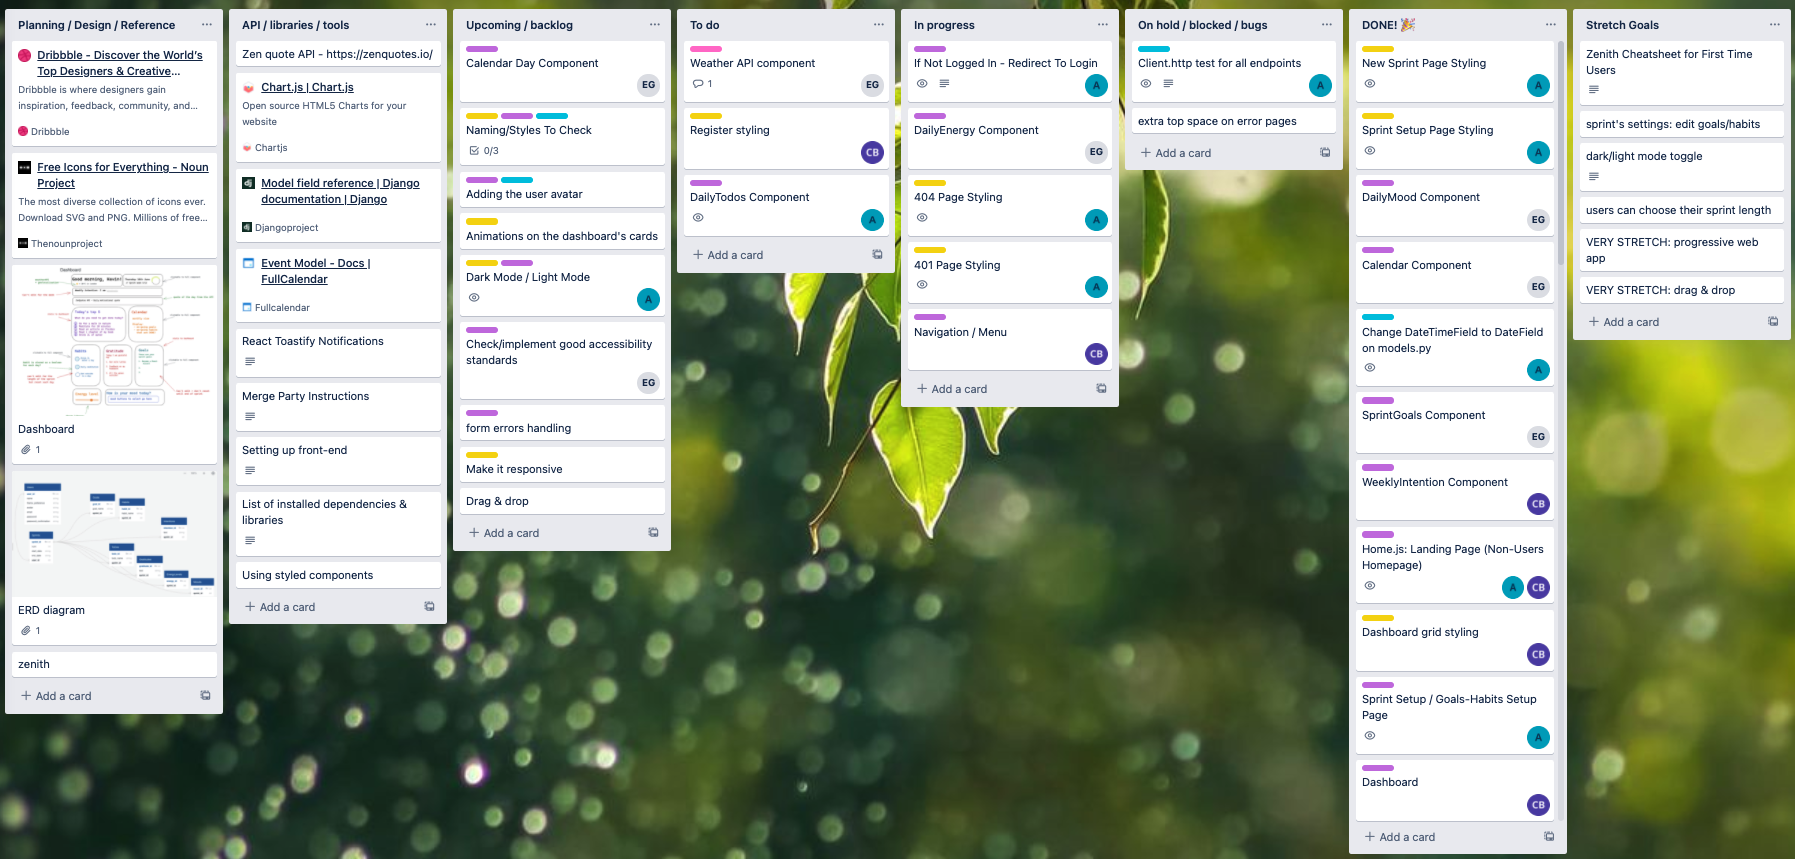 Planning / Design / Reference
Dribbble - Discover the World's
Top Designers & Creative...
Dribbble is where designers gain
inspiration, feedback, community, and...
Dribbble
Free Icons for Everything - Noun
Project
The most diverse collection of icons ever.
Download SVG and PNG. Millions of free...
Thenounproject
Dashboard
Dashboard
1
ERD diagram
1
zenith
+ Add a card
API / libraries / tools
Zen quote API - https://zenquotes.io/
Chart.js | Chart.js
Open source HTML5 Charts for your
website
Chartjs
Model field reference | Django
documentation | Django
Djangoproject
Event Model - Docs |
FullCalendar
Fullcalendar
React Toastify Notifications
Merge Party Instructions
Setting up front-end
List of installed dependencies &
libraries
Using styled components
+ Add a card
Upcoming / backlog
Calendar Day Component
EG
Naming/Styles To Check
0/3
Adding the user avatar
Animations on the dashboard's cards
Dark Mode / Light Mode
A
Check/implement good accessibility
standards
EG
form errors handling
Make it responsive
Drag & drop
+ Add a card
To do
Weather API component
1
EG
Register styling
CB
DailyTodos Component
A
+ Add a card
In progress
If Not Logged In - Redirect To Login
A
DailyEnergy Component
EG
404 Page Styling
A
401 Page Styling
A
Navigation / Menu
CB
+ Add a card
On hold / blocked / bugs
Client.http test for all endpoints
A
extra top space on error pages
+ Add a card
DONE! 🎉
New Sprint Page Styling
A
Sprint Setup Page Styling
A
DailyMood Component
EG
Calendar Component
EG
Change DateTimeField to DateField
on models.py
A
SprintGoals Component
EG
WeeklyIntention Component
CB
Home.js: Landing Page (Non-Users
Homepage)
A CB
Dashboard grid styling
CB
Sprint Setup / Goals-Habits Setup
Page
A
Dashboard
CB
+ Add a card
Stretch Goals
Zenith Cheatsheet for First Time
Users
sprint's settings: edit goals/habits
dark/light mode toggle
users can choose their sprint length
VERY STRETCH: progressive web
app
VERY STRETCH: drag & drop
+ Add a card